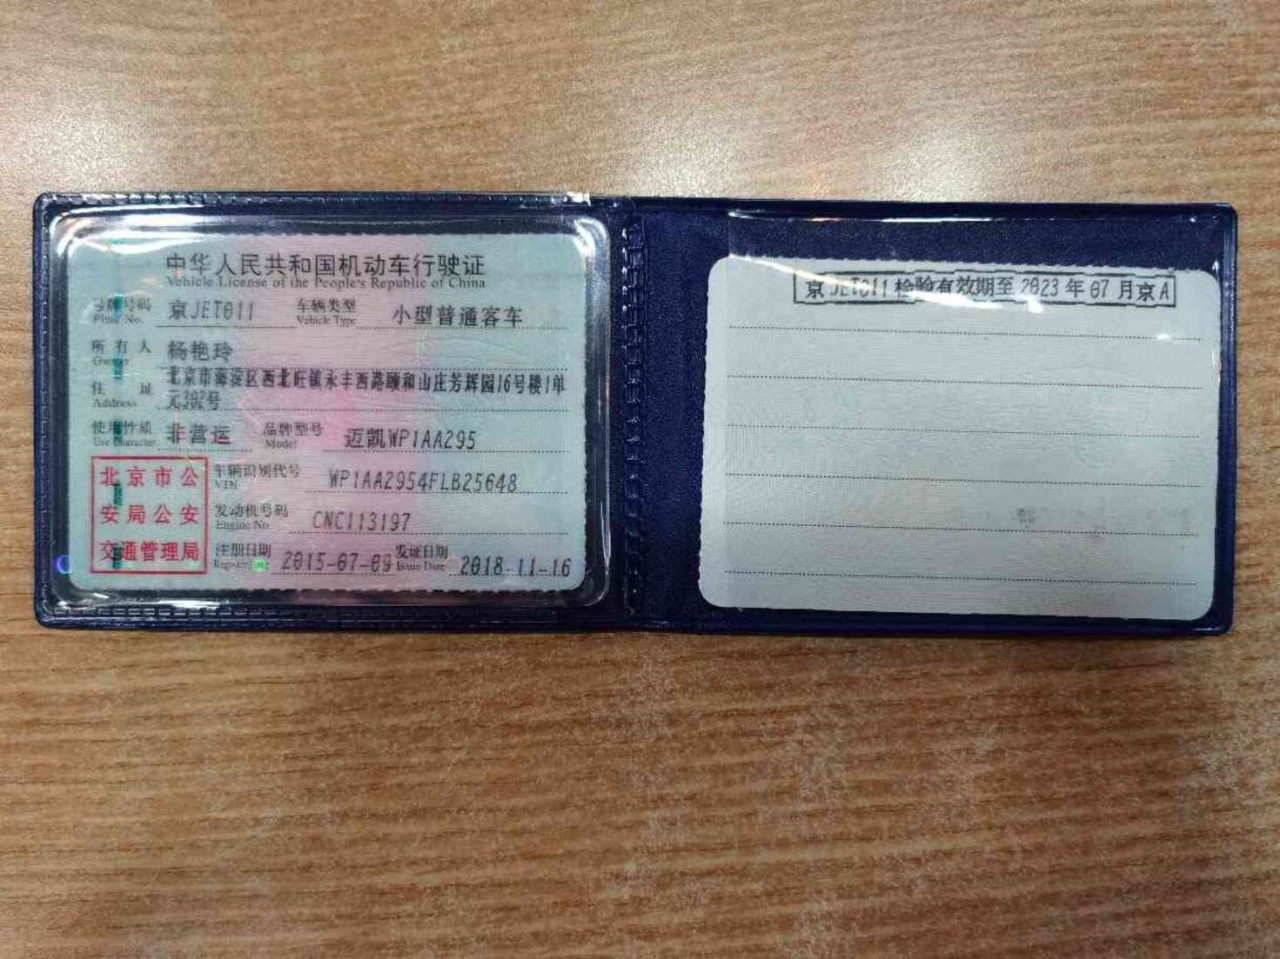 中华人民共和国机动车行驶证
Vehicle License of the People's Republic of China
号牌号码 京JET011 车辆类型 小型普通客车
Plate No. Vehicle Type
所有人 杨艳玲
Owner
住址 北京市海淀区西北旺镇永丰西路颐和山庄芳辉园16号楼1单
Address 元 号
使用性质 非营运 品牌型号 迈凯WP1AA295
Use Character Model
北京市公
安局公安
交通管理局
车辆识别代号 WP1AA2954FLB25648
VIN
发动机号码 CNC113197
Engine No.
注册日期 2015-07-09 发证日期 2018-11-16
Register Date Issue Date
京JET011检验有效期至2023年07月京A